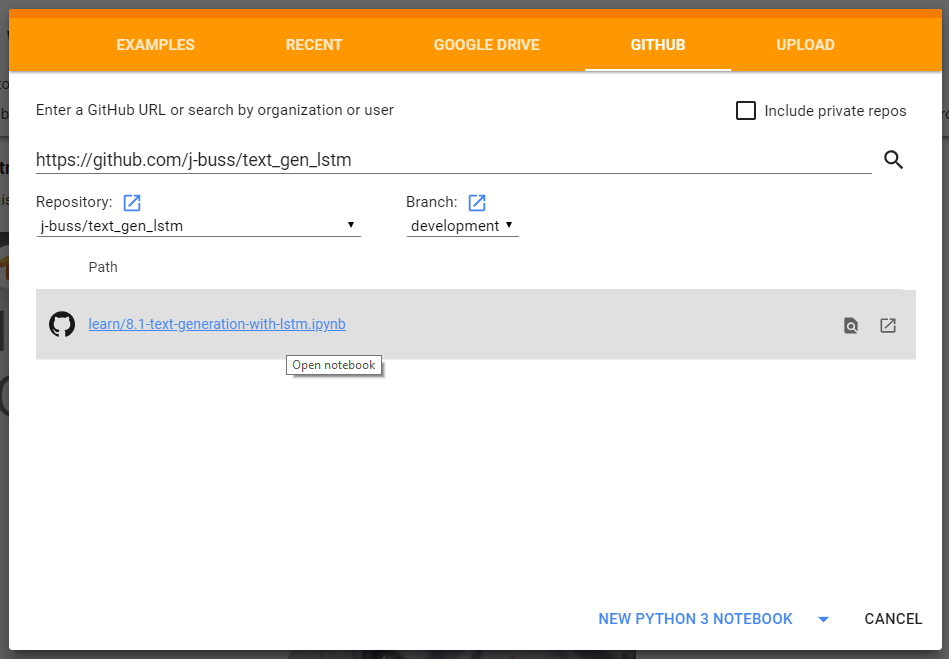 EXAMPLES RECENT GOOGLE DRIVE GITHUB UPLOAD
Enter a GitHub URL or search by organization or user Include private repos
https://github.com/j-buss/text_gen_lstm
Repository: Branch:
j-buss/text_gen_lstm development
Path
learn/8.1-text-generation-with-lstm.ipynb
Open notebook
NEW PYTHON 3 NOTEBOOK CANCEL